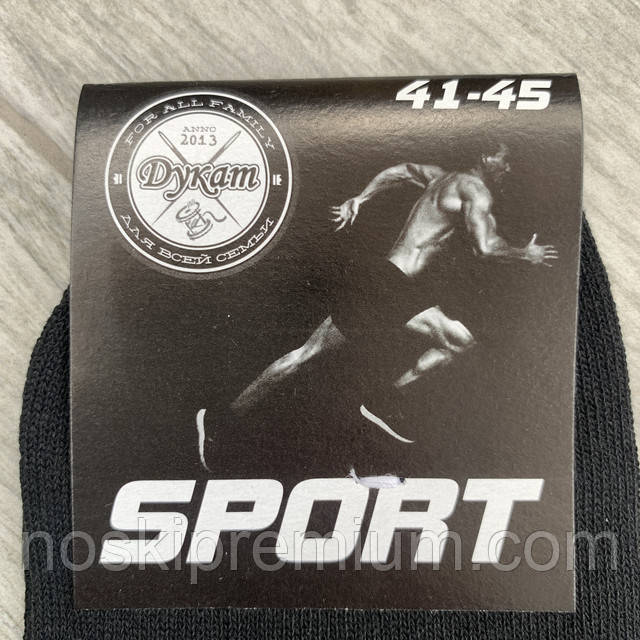 41-45
FOR ALL FAMILY
ANNO
2013
Дукат
ДЛЯ ВСЕЙ СЕМЬИ
SPORT
noskipremium.com